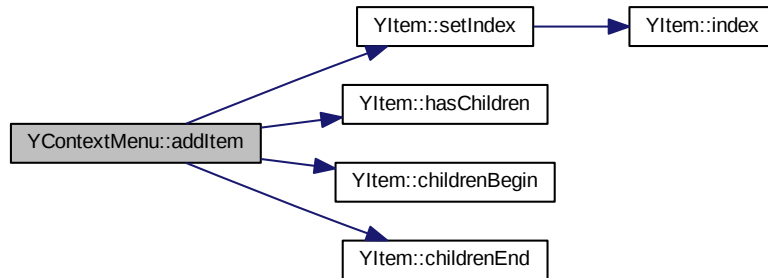 YItem::setIndex
YItem::index
YItem::hasChildren
YContextMenu::addItem
YItem::childrenBegin
YItem::childrenEnd